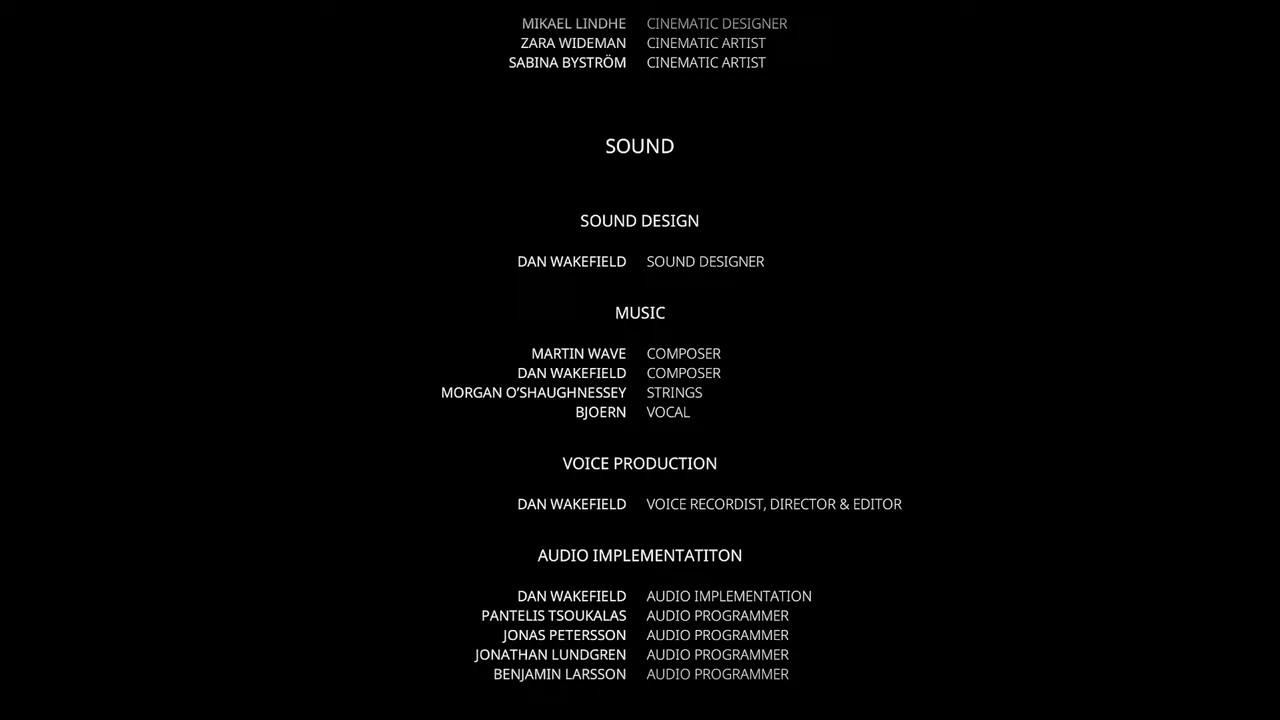 MIKAEL LINDHE CINEMATIC DESIGNER
ZARA WIDEMAN CINEMATIC ARTIST
SABINA BYSTRÖM CINEMATIC ARTIST
SOUND
SOUND DESIGN
DAN WAKEFIELD SOUND DESIGNER
MUSIC
MARTIN WAVE COMPOSER
DAN WAKEFIELD COMPOSER
MORGAN O’SHAUGHNESSEY STRINGS
BJOERN VOCAL
VOICE PRODUCTION
DAN WAKEFIELD VOICE RECORDIST, DIRECTOR & EDITOR
AUDIO IMPLEMENTATITON
DAN WAKEFIELD AUDIO IMPLEMENTATION
PANTELIS TSOUKALAS AUDIO PROGRAMMER
JONAS PETERSSON AUDIO PROGRAMMER
JONATHAN LUNDGREN AUDIO PROGRAMMER
BENJAMIN LARSSON AUDIO PROGRAMMER